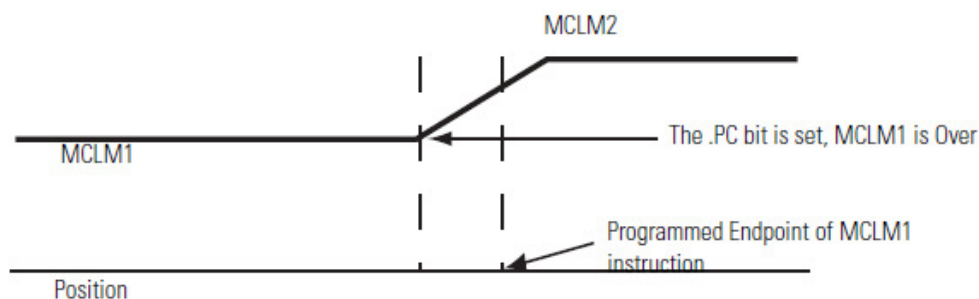 MCLM2
MCLM1
The .PC bit is set, MCLM1 is Over
Programmed Endpoint of MCLM1
instruction
Position